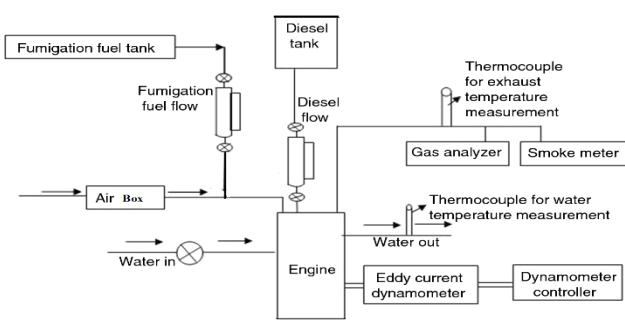 Diesel
tank
Fumigation fuel tank
Thermocouple
for exhaust
temperature
measurement
Fumigation
fuel flow
Diesel
flow
Gas analyzer
Smoke meter
Air Box
Thermocouple for water
temperature measurement
Water out
Water in
Engine
Eddy current
dynamometer
Dynamometer
controller